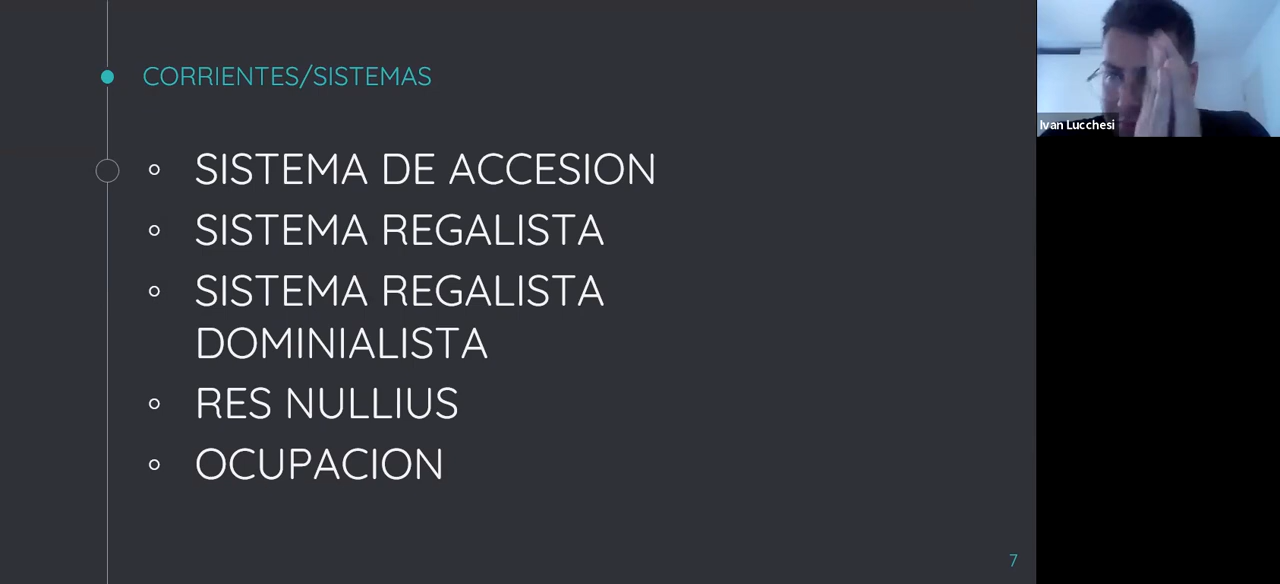 CORRIENTES/SISTEMAS
SISTEMA DE ACCESION
SISTEMA REGALISTA
SISTEMA REGALISTA
DOMINIALISTA
RES NULLIUS
OCUPACION
7
Ivan Lucchesi